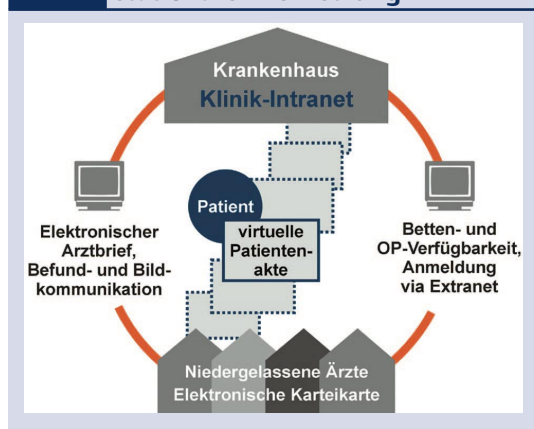 Krankenhaus
Klinik-Intranet
Patient
virtuelle
Patienten-
akte
Elektronischer
Arztbrief,
Befund- und Bild-
kommunikation
Betten- und
OP-Verfügbarkeit,
Anmeldung
via Extranet
Niedergelassene Ärzte
Elektronische Karteikarte